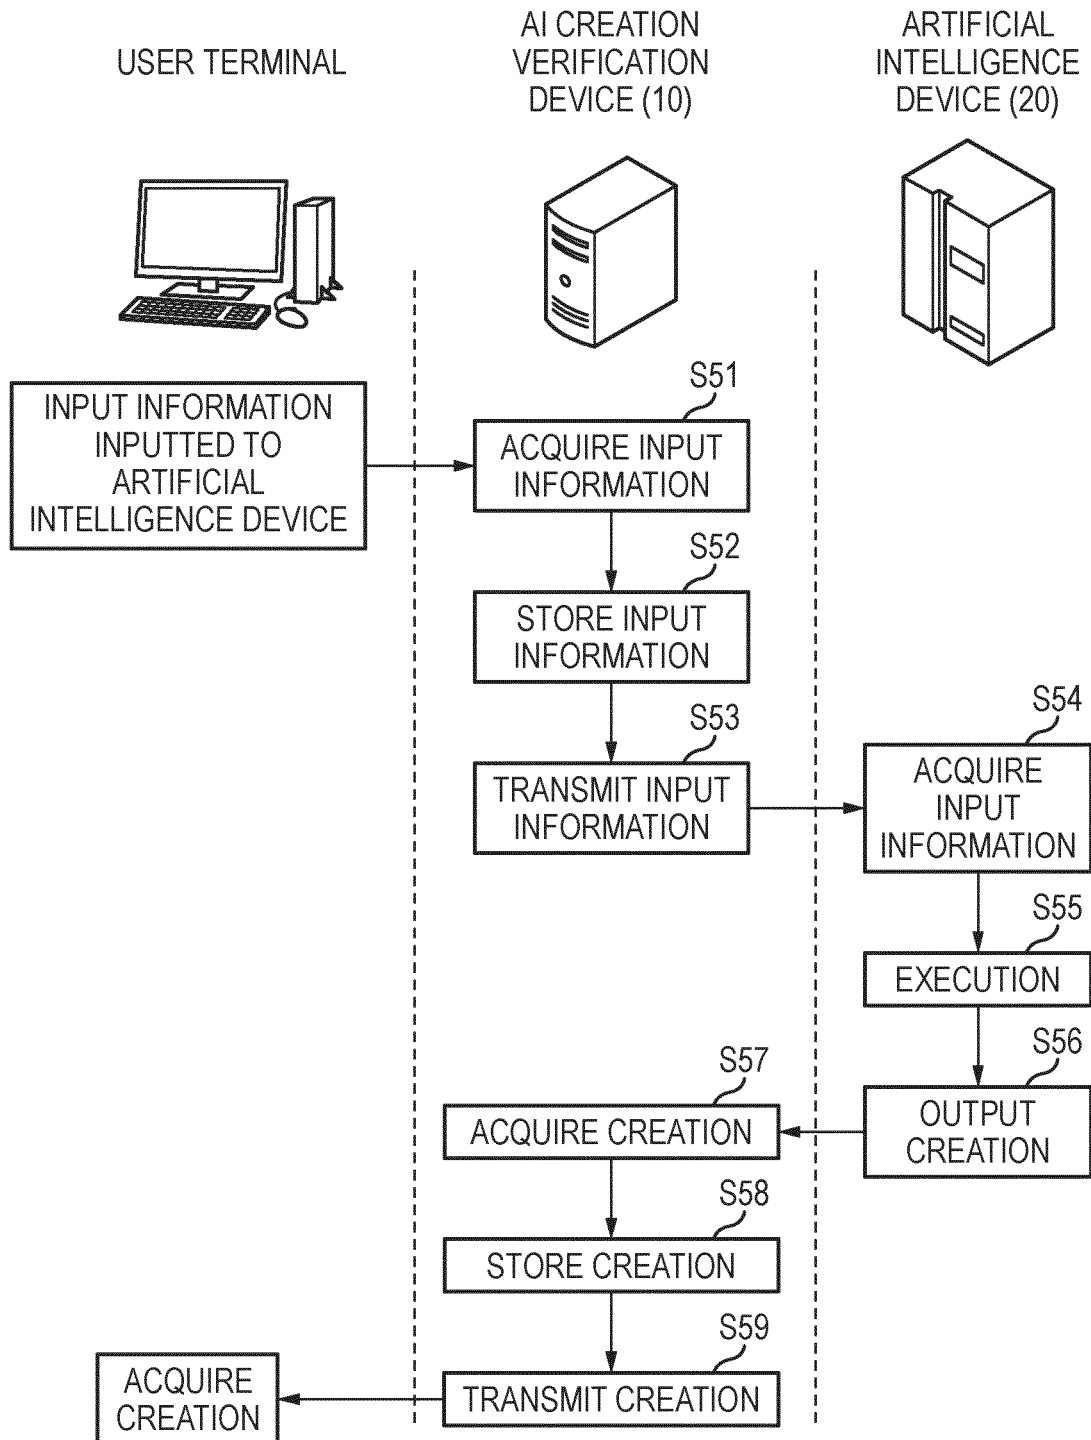 USER TERMINAL
AI CREATION
VERIFICATION
DEVICE (10)
ARTIFICIAL
INTELLIGENCE
DEVICE (20)
INPUT INFORMATION
INPUTTED TO
ARTIFICIAL
INTELLIGENCE DEVICE
S51
ACQUIRE INPUT
INFORMATION
S52
STORE INPUT
INFORMATION
S53
TRANSMIT INPUT
INFORMATION
S54
ACQUIRE
INPUT
INFORMATION
S55
EXECUTION
S56
OUTPUT
CREATION
S57
ACQUIRE CREATION
S58
STORE CREATION
S59
TRANSMIT CREATION
ACQUIRE
CREATION